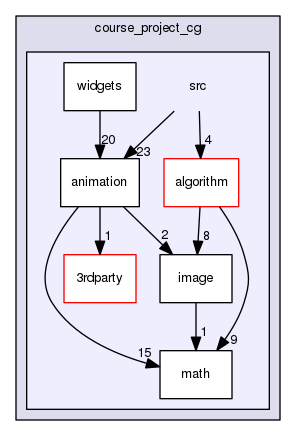 course_project_cg
widgets
src
20
23
4
animation
algorithm
1
2
8
3rdparty
image
1
15
9
math